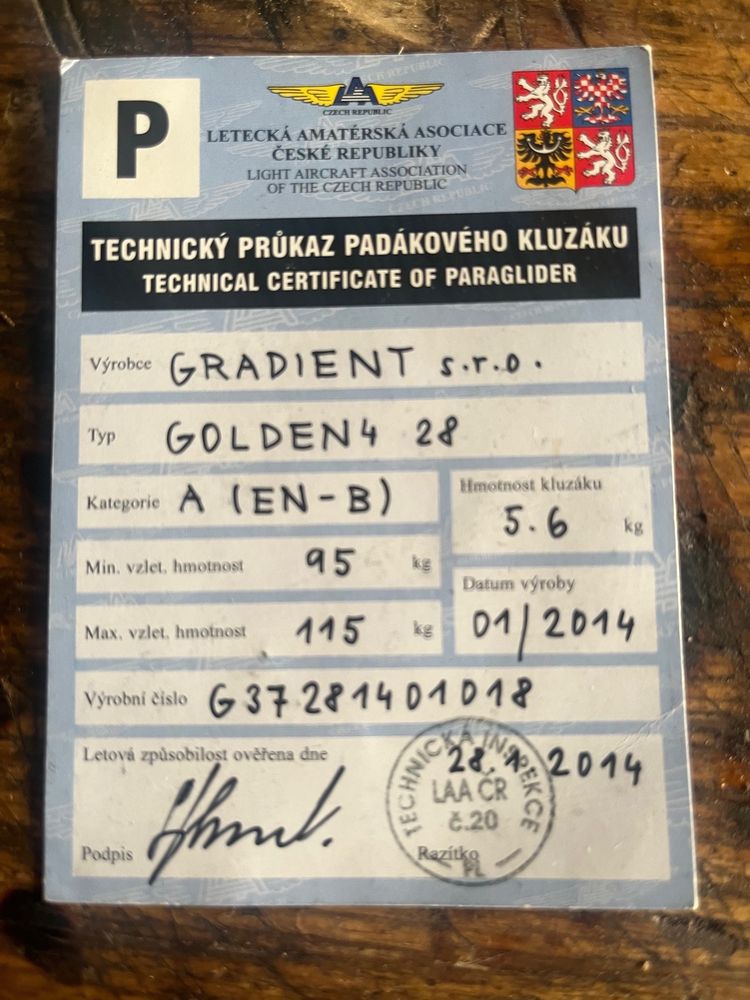 P
CZECH REPUBLIC
LETECKÁ AMATÉRSKÁ ASOCIACE
ČESKÉ REPUBLIKY
LIGHT AIRCRAFT ASSOCIATION
OF THE CZECH REPUBLIC
TECHNICKÝ PRŮKAZ PADÁKOVÉHO KLUZÁKU
TECHNICAL CERTIFICATE OF PARAGLIDER
Výrobce GRADIENT s.r.o.
Typ GOLDEN4 28
Kategorie A (EN-B)
Hmotnost kluzáku
5.6 kg
Min. vzlet. hmotnost 95 kg
Datum výroby
01/2014
Max. vzlet. hmotnost 115 kg
Výrobní číslo G37281401018
Letová způsobilost ověřena dne 28.1.2014
TECHNICKÁ INSPEKCE
LAA ČR
č.20
PL
Podpis
Razítko